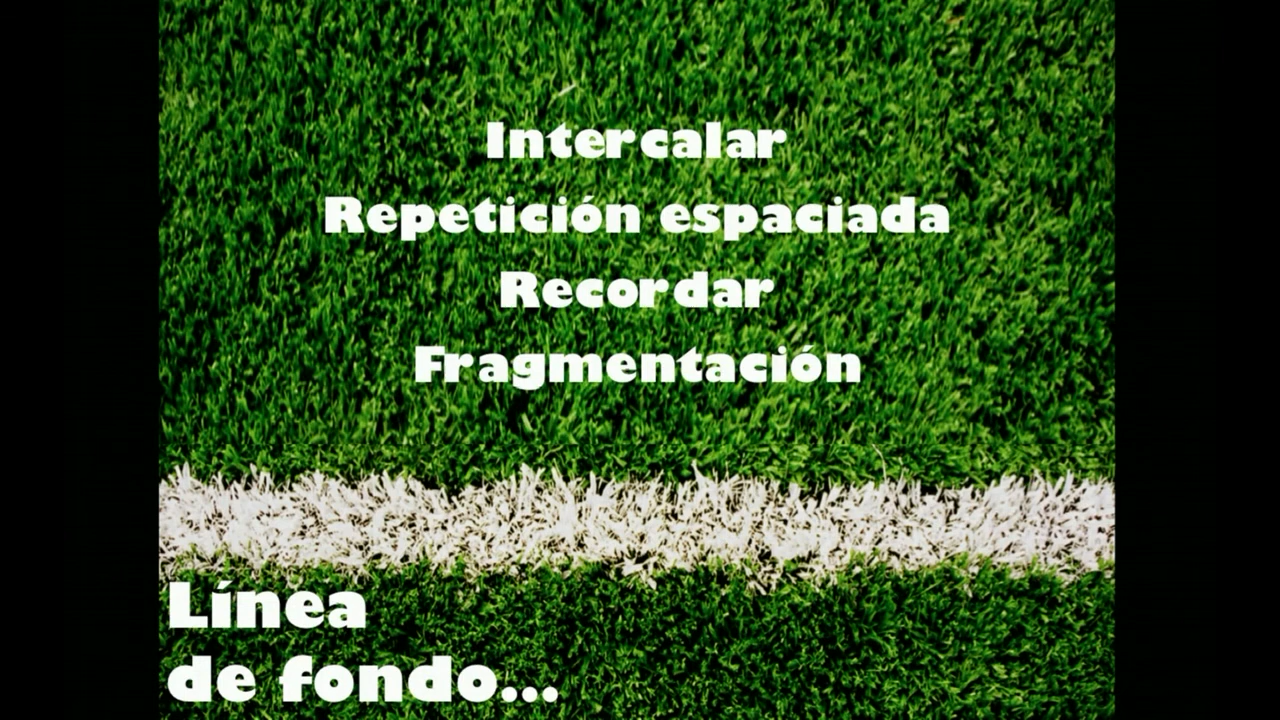 Intercalar
Repetición espaciada
Recordar
Fragmentación
Línea
de fondo...